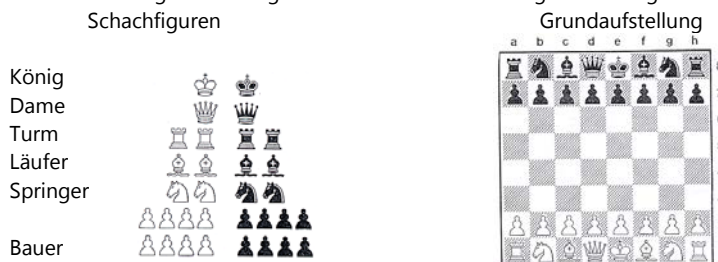 Schachfiguren
Grundaufstellung
a b c d e f g h
König
Dame
Turm
Läufer
Springer
Bauer